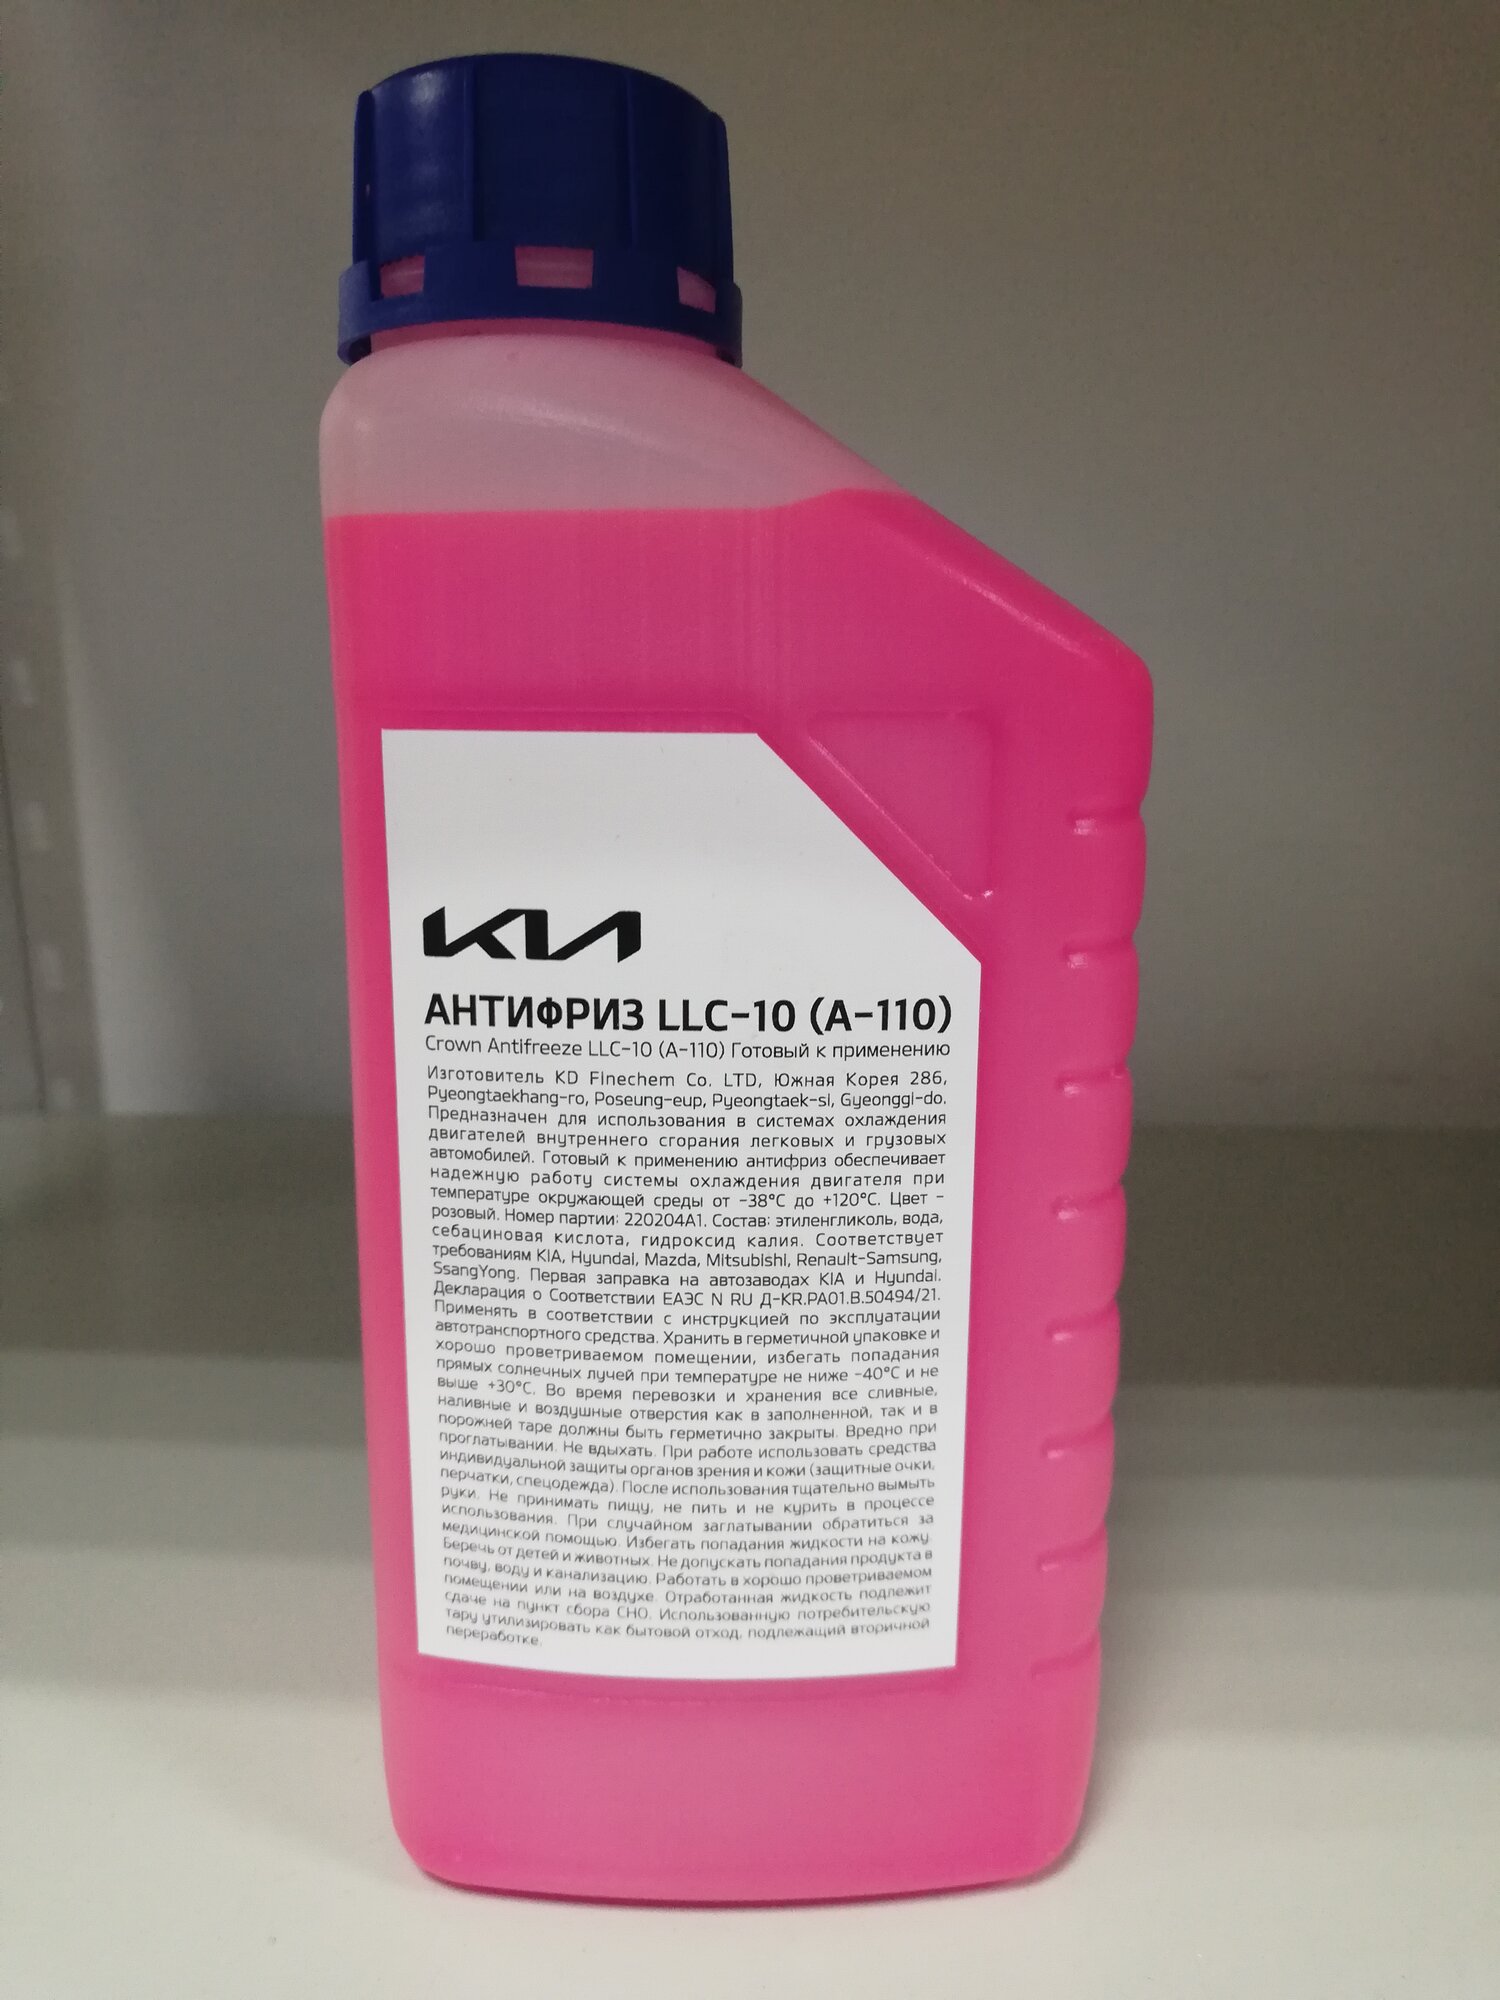 KIA
АНТИФРИЗ LLC-10 (A-110)
Crown Antifreeze LLC-10 (A-110) Готовый к применению
Изготовитель KD Finechem Co. LTD, Южная Корея 286,
Pyeongtaekhang-ro, Poseung-eup, Pyeongtaek-si, Gyeonggi-do.
Предназначен для использования в системах охлаждения
двигателей внутреннего сгорания легковых и грузовых
автомобилей. Готовый к применению антифриз обеспечивает
надежную работу системы охлаждения двигателя при
температуре окружающей среды от -38°C до +120°C. Цвет -
розовый. Номер партии: 220204A1. Состав: этиленгликоль, вода,
себациновая кислота, гидроксид калия. Соответствует
требованиям KIA, Hyundai, Mazda, Mitsubishi, Renault-Samsung,
SsangYong. Первая заправка на автозаводах KIA и Hyundai.
Декларация о Соответствии ЕАЭС N RU Д-KR.PA01.B.50494/21.
Применять в соответствии с инструкцией по эксплуатации
автотранспортного средства. Хранить в герметичной упаковке и
хорошо проветриваемом помещении, избегать попадания
прямых солнечных лучей при температуре не ниже -40°C и не
выше +30°C. Во время перевозки и хранения все сливные,
наливные и воздушные отверстия как в заполненной, так и в
порожней таре должны быть герметично закрыты. Вредно при
проглатывании. Не вдыхать. При работе использовать средства
индивидуальной защиты органов зрения и кожи (защитные очки,
перчатки, спецодежда). После использования тщательно вымыть
руки. Не принимать пищу, не пить и не курить в процессе
использования. При случайном заглатывании обратиться за
медицинской помощью. Избегать попадания жидкости на кожу.
Беречь от детей и животных. Не допускать попадания продукта в
почву, воду и канализацию. Работать в хорошо проветриваемом
помещении или на воздухе. Отработанная жидкость подлежит
сдаче на пункт сбора СНО. Использованную потребительскую
тару утилизировать как бытовой отход, подлежащий вторичной
переработке.